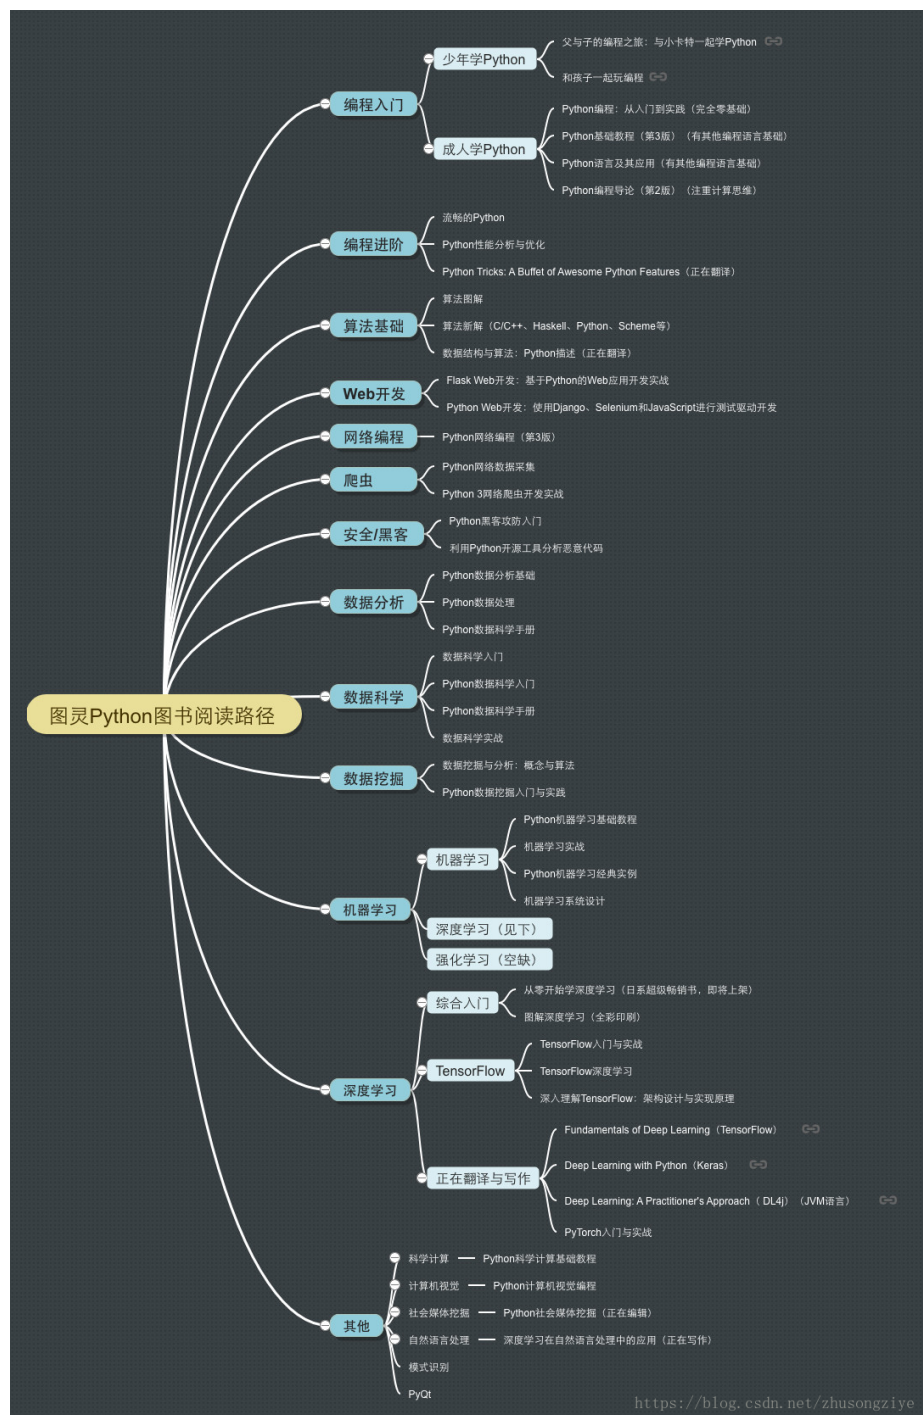 父与子的编程之旅：与小卡特一起学Python
少年学Python
和孩子一起玩编程
编程入门
Python编程：从入门到实践（完全零基础）
Python基础教程（第3版）（有其他编程语言基础）
成人学Python
Python语言及其应用（有其他编程语言基础）
Python编程导论（第2版）（注重计算思维）
流畅的Python
编程进阶
Python性能分析与优化
Python Tricks: A Buffet of Awesome Python Features（正在翻译）
算法图解
算法基础
算法新解（C/C++、Haskell、Python、Scheme等）
数据结构与算法：Python描述（正在翻译）
Flask Web开发：基于Python的Web应用开发实战
Web开发
Python Web开发：使用Django、Selenium和JavaScript进行测试驱动开发
网络编程
Python网络编程（第3版）
Python网络数据采集
爬虫
Python 3网络爬虫开发实战
Python黑客攻防入门
安全/黑客
利用Python开源工具分析恶意代码
Python数据分析基础
数据分析
Python数据处理
Python数据科学手册
数据科学入门
Python数据科学入门
数据科学
Python数据科学手册
数据科学实战
图灵Python图书阅读路径
数据挖掘与分析：概念与算法
数据挖掘
Python数据挖掘入门与实践
Python机器学习基础教程
机器学习实战
机器学习
Python机器学习经典实例
机器学习系统设计
机器学习
深度学习（见下）
强化学习（空缺）
从零开始学深度学习（日系超级畅销书，即将上架）
综合入门
图解深度学习（全彩印刷）
TensorFlow入门与实战
TensorFlow
TensorFlow深度学习
深入理解TensorFlow：架构设计与实现原理
深度学习
Fundamentals of Deep Learning（TensorFlow）
Deep Learning with Python（Keras）
正在翻译与写作
Deep Learning: A Practitioner's Approach（ DL4j）（JVM语言）
PyTorch入门与实战
科学计算
Python科学计算基础教程
计算机视觉
Python计算机视觉编程
社会媒体挖掘
Python社会媒体挖掘（正在编辑）
其他
自然语言处理
深度学习在自然语言处理中的应用（正在写作）
模式识别
PyQt
https://blog.csdn.net/zhusongziye